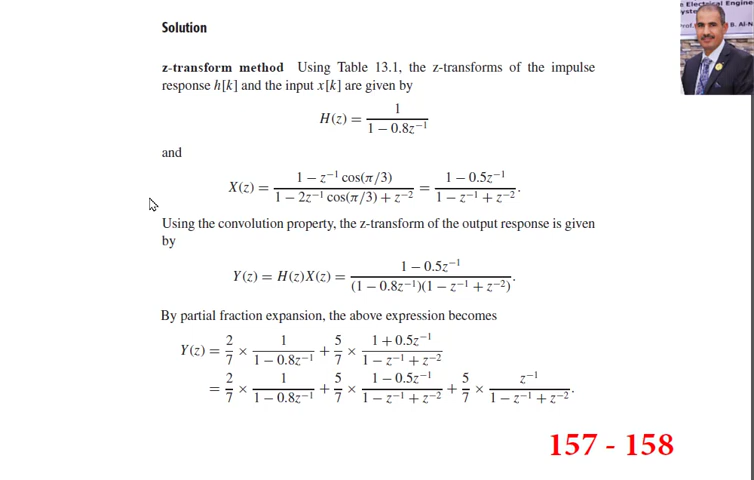 Solution
e Electrical Engine
Prof.
B. Al-N
z-transform method Using Table 13.1, the z-transforms of the impulse
response h[k] and the input x[k] are given by
H(z) = 1 / (1 − 0.8z⁻¹)
and
X(z) = (1 − z⁻¹ cos(π/3)) / (1 − 2z⁻¹ cos(π/3) + z⁻²) = (1 − 0.5z⁻¹) / (1 − z⁻¹ + z⁻²).
Using the convolution property, the z-transform of the output response is given
by
Y(z) = H(z)X(z) = (1 − 0.5z⁻¹) / ((1 − 0.8z⁻¹)(1 − z⁻¹ + z⁻²)).
By partial fraction expansion, the above expression becomes
Y(z) = 2/7 × 1 / (1 − 0.8z⁻¹) + 5/7 × (1 + 0.5z⁻¹) / (1 − z⁻¹ + z⁻²)
= 2/7 × 1 / (1 − 0.8z⁻¹) + 5/7 × (1 − 0.5z⁻¹) / (1 − z⁻¹ + z⁻²) + 5/7 × z⁻¹ / (1 − z⁻¹ + z⁻²).
157 - 158